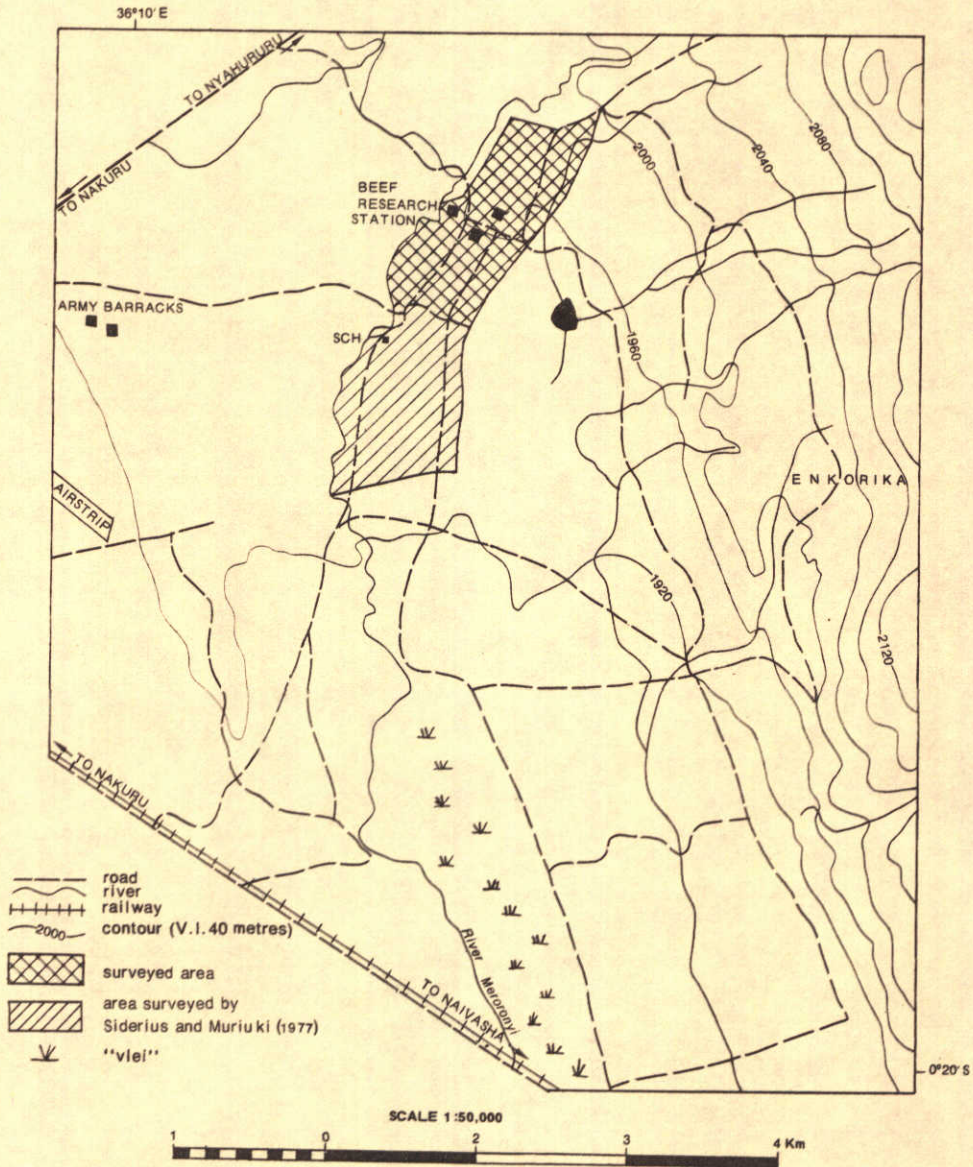 36°10' E
TO NYAHURURU
TO NAKURU
2000
2040
2080
BEEF
RESEARCH
STATION
ARMY BARRACKS
SCH
1960
AIRSTRIP
ENKORIKA
1920
2120
TO NAKURU
River Meroronyi
TO NAIVASHA
road
river
railway
2000
contour (V.I. 40 metres)
surveyed area
area surveyed by
Siderius and Muriuki (1977)
"vlei"
0°20' S
SCALE 1:50,000
1 0 2 3 4 Km